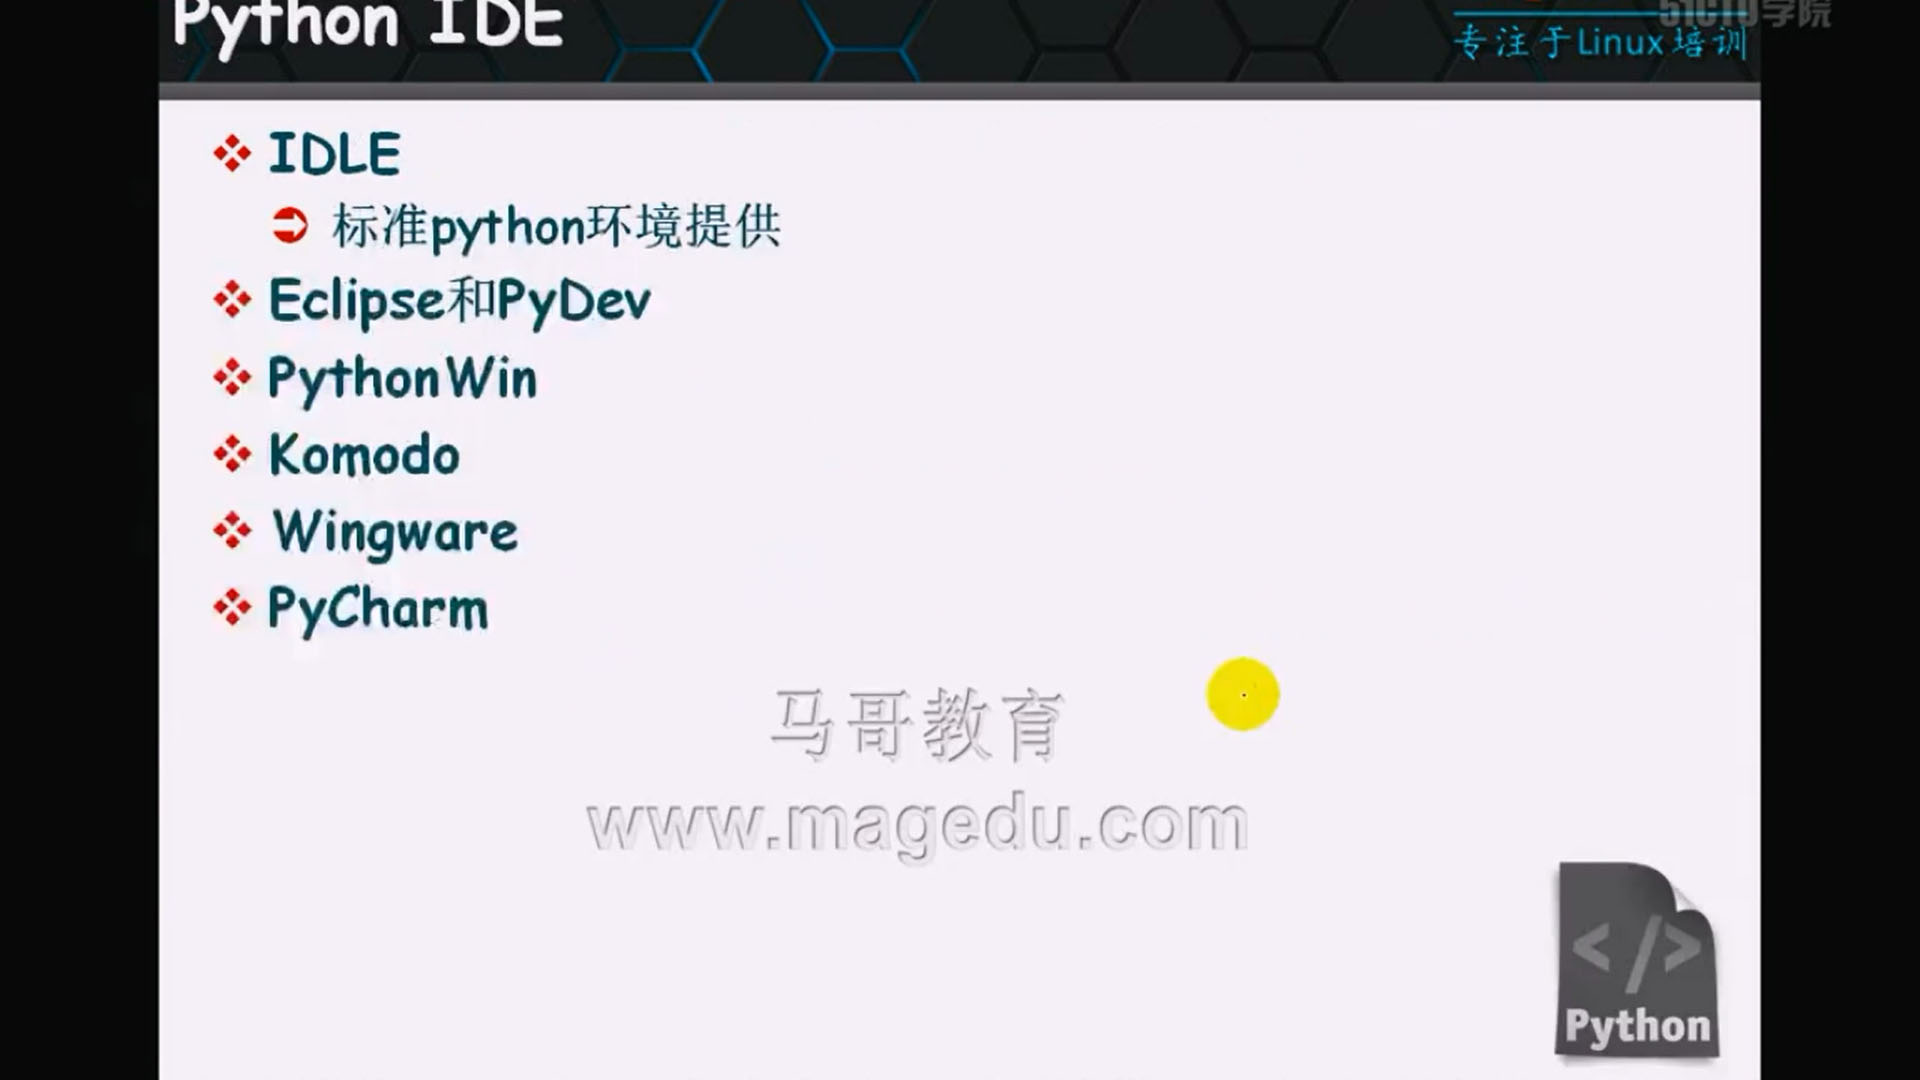 Python IDE
51CTO学院
专注于Linux培训
IDLE
标准python环境提供
Eclipse和PyDev
PythonWin
Komodo
Wingware
PyCharm
马哥教育
www.magedu.com
</>
Python